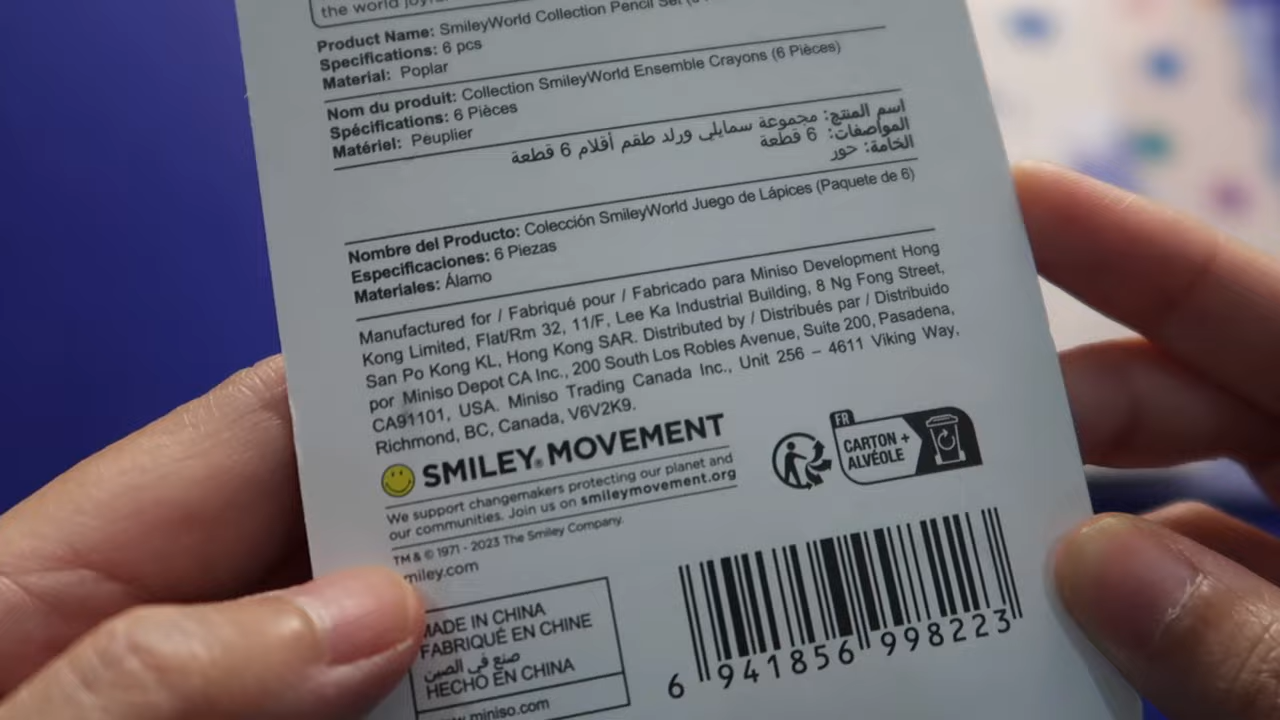 the world joyf
Product Name: SmileyWorld Collection Pencil Set
Specifications: 6 pcs
Material: Poplar
Nom du produit: Collection SmileyWorld Ensemble Crayons (6 Pièces)
Spécifications: 6 Pièces
Matériel: Peuplier
اسم المنتج: مجموعة سمايلي ورلد طقم أقلام 6 قطعة
المواصفات: 6 قطعة
الخامة: حور
Nombre del Producto: Colección SmileyWorld Juego de Lápices (Paquete de 6)
Especificaciones: 6 Piezas
Materiales: Álamo
Manufactured for / Fabriqué pour / Fabricado para Miniso Development Hong
Kong Limited, Flat/Rm 32, 11/F, Lee Ka Industrial Building, 8 Ng Fong Street,
San Po Kong KL, Hong Kong SAR. Distributed by / Distribués par / Distribuido
por Miniso Depot CA Inc., 200 South Los Robles Avenue, Suite 200, Pasadena,
CA91101, USA. Miniso Trading Canada Inc., Unit 256 – 4611 Viking Way,
Richmond, BC, Canada, V6V2K9.
SMILEY® MOVEMENT
We support changemakers protecting our planet and
our communities. Join us on smileymovement.org
TM & © 1971 - 2023 The Smiley Company.
miley.com
FR
CARTON +
ALVÉOLE
MADE IN CHINA
FABRIQUÉ EN CHINE
صنع في الصين
HECHO EN CHINA
w.miniso.com
6 941856 998223